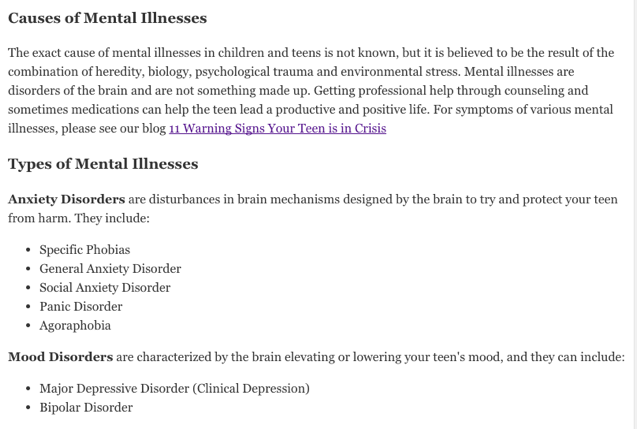 Causes of Mental Illnesses
The exact cause of mental illnesses in children and teens is not known, but it is believed to be the result of the
combination of heredity, biology, psychological trauma and environmental stress. Mental illnesses are
disorders of the brain and are not something made up. Getting professional help through counseling and
sometimes medications can help the teen lead a productive and positive life. For symptoms of various mental
illnesses, please see our blog 11 Warning Signs Your Teen is in Crisis
Types of Mental Illnesses
Anxiety Disorders are disturbances in brain mechanisms designed by the brain to try and protect your teen
from harm. They include:
• Specific Phobias
• General Anxiety Disorder
• Social Anxiety Disorder
• Panic Disorder
• Agoraphobia
Mood Disorders are characterized by the brain elevating or lowering your teen's mood, and they can include:
• Major Depressive Disorder (Clinical Depression)
• Bipolar Disorder